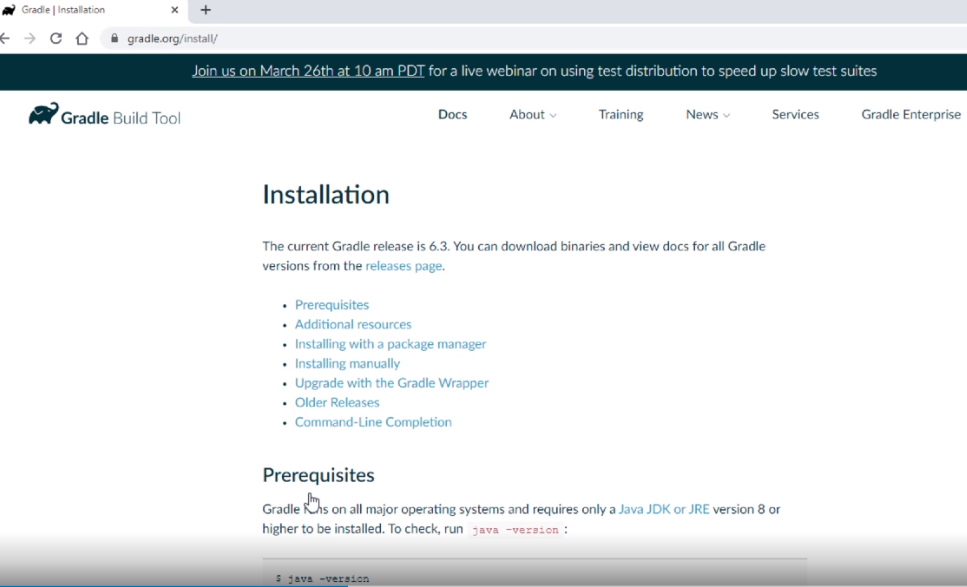 Gradle | Installation
gradle.org/install/
Join us on March 26th at 10 am PDT for a live webinar on using test distribution to speed up slow test suites
Gradle Build Tool
Docs About Training News Services Gradle Enterprise
Installation
The current Gradle release is 6.3. You can download binaries and view docs for all Gradle
versions from the releases page.
Prerequisites
Additional resources
Installing with a package manager
Installing manually
Upgrade with the Gradle Wrapper
Older Releases
Command-Line Completion
Prerequisites
Gradle runs on all major operating systems and requires only a Java JDK or JRE version 8 or
higher to be installed. To check, run java -version :
$ java -version